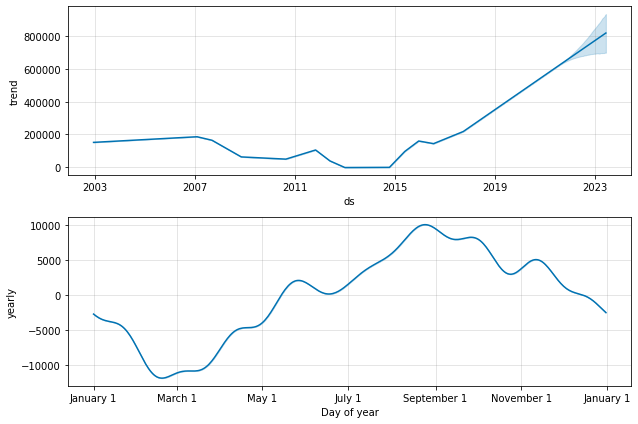 800000
600000
400000
200000
0
trend
2003 2007 2011 2015 2019 2023
ds
10000
5000
0
−5000
−10000
yearly
January 1 March 1 May 1 July 1 September 1 November 1 January 1
Day of year